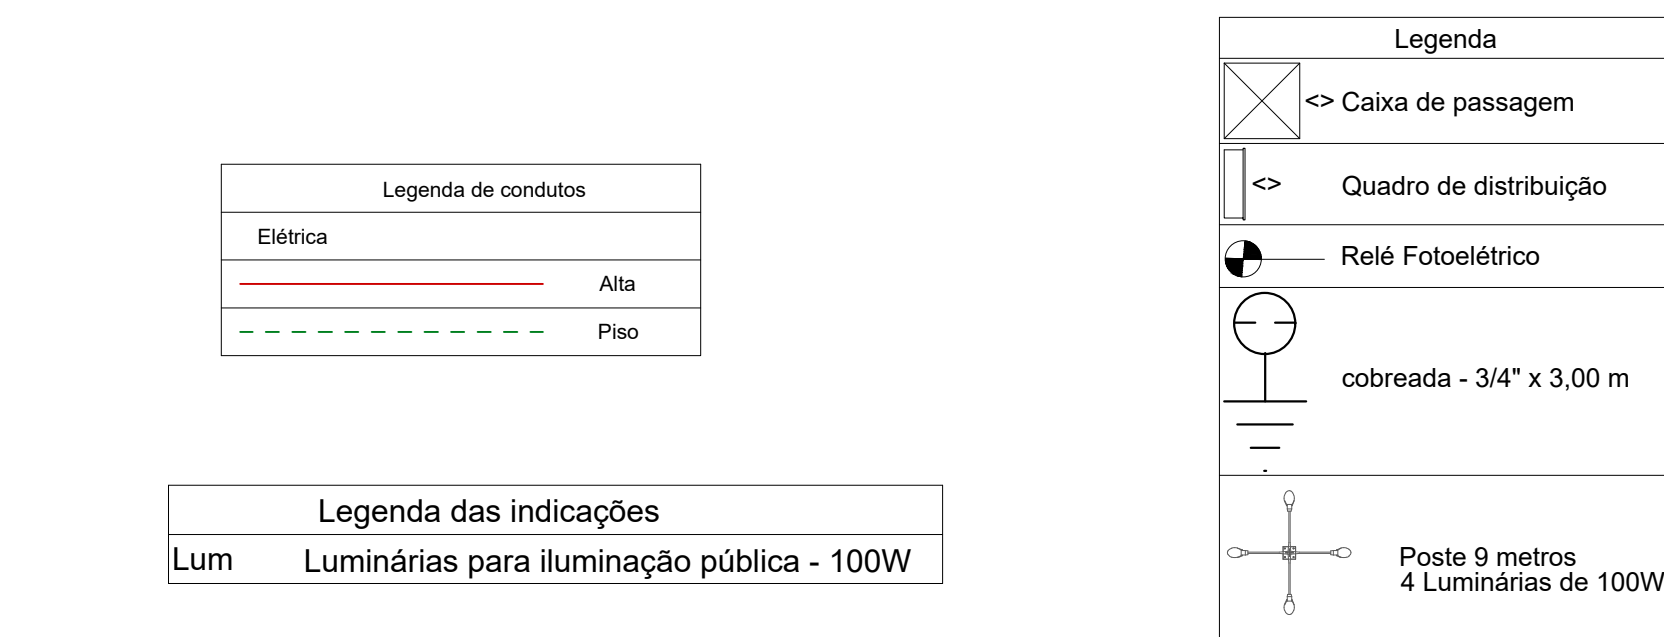 Legenda de condutos
Elétrica
Alta
Piso
Legenda das indicações
Lum Luminárias para iluminação pública - 100W
Legenda
<> Caixa de passagem
<> Quadro de distribuição
Relé Fotoelétrico
cobreada - 3/4" x 3,00 m
Poste 9 metros
4 Luminárias de 100W